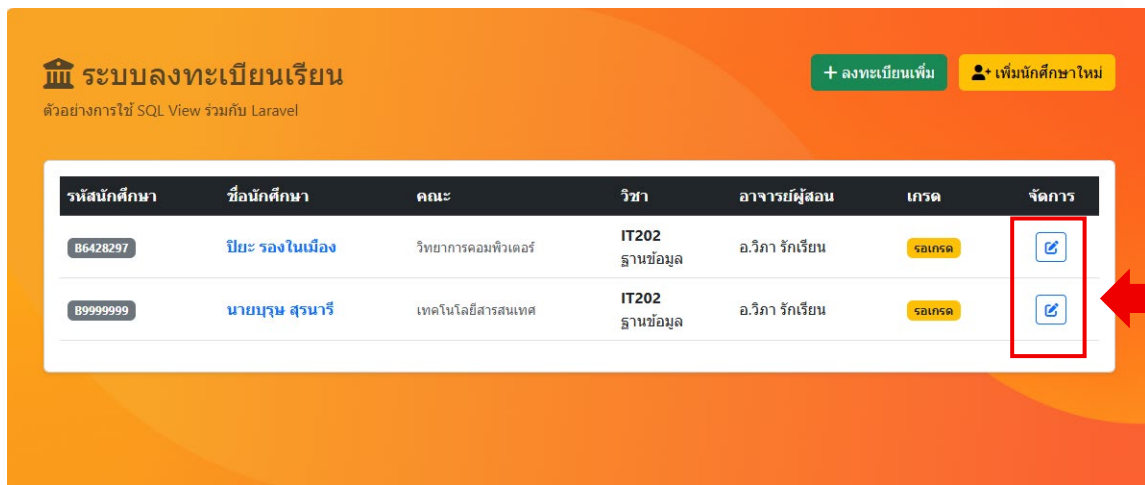 ระบบลงทะเบียนเรียน
ตัวอย่างการใช้ SQL View ร่วมกับ Laravel
+ ลงทะเบียนเพิ่ม
เพิ่มนักศึกษาใหม่
รหัสนักศึกษา ชื่อนักศึกษา คณะ วิชา อาจารย์ผู้สอน เกรด จัดการ
B6428297 ปิยะ รองในเมือง วิทยาการคอมพิวเตอร์ IT202 อ.วิภา รักเรียน รอเกรด
ฐานข้อมูล
B9999999 นายบุรุษ สุรนารี เทคโนโลยีสารสนเทศ IT202 อ.วิภา รักเรียน รอเกรด
ฐานข้อมูล